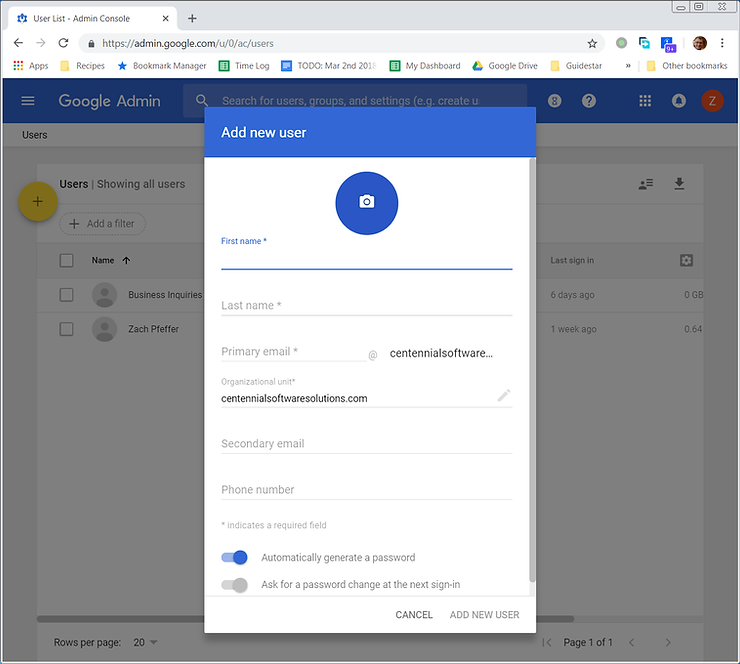 User List - Admin Console
https://admin.google.com/u/0/ac/users
9+
Apps Recipes Bookmark Manager Time Log TODO: Mar 2nd 2018 My Dashboard Google Drive Guidestar » Other bookmarks
Google Admin Search for users, groups, and settings (e.g. create us 8 ? Z
Users
Add new user
Users | Showing all users
+ Add a filter
First name *
Name Last sign in
Business Inquiries 6 days ago 0 GB
Last name *
Zach Pfeffer 1 week ago 0.64
Primary email * @ centennialsoftware...
Organizational unit*
centennialsoftwaresolutions.com
Secondary email
Phone number
* indicates a required field
Automatically generate a password
Ask for a password change at the next sign-in
CANCEL ADD NEW USER
Rows per page: 20 Page 1 of 1